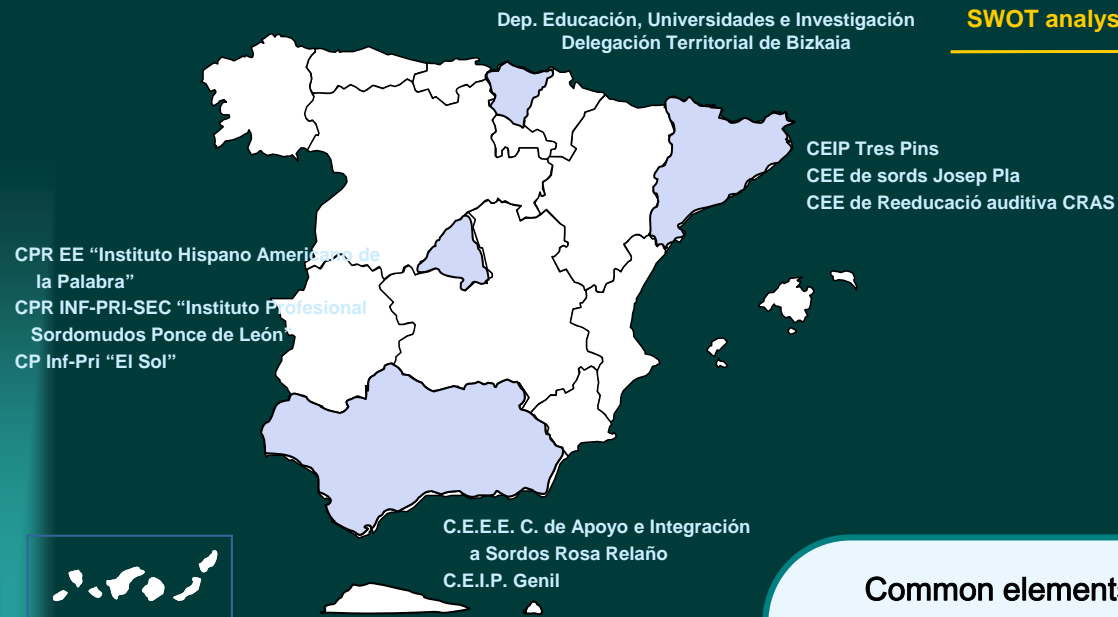 Dep. Educación, Universidades e Investigación
Delegación Territorial de Bizkaia
SWOT analys
CEIP Tres Pins
CEE de sords Josep Pla
CEE de Reeducació auditiva CRAS
CPR EE “Instituto Hispano Americano de
la Palabra”
CPR INF-PRI-SEC “Instituto Profesional
Sordomudos Ponce de León”
CP Inf-Pri “El Sol”
C.E.E.E. C. de Apoyo e Integración
a Sordos Rosa Relaño
C.E.I.P. Genil
Common elements